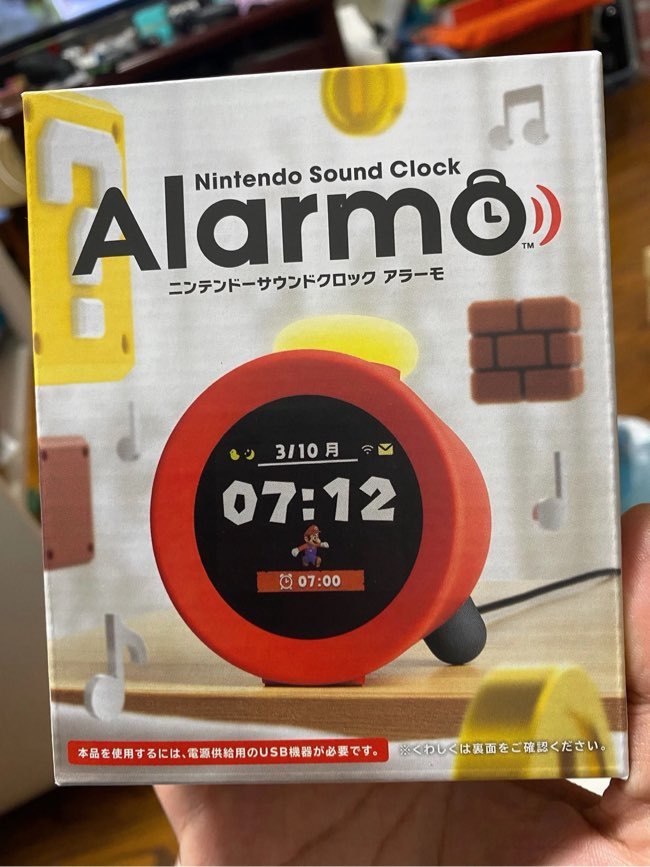 Nintendo Sound Clock
Alarmo
TM
ニンテンドーサウンドクロック アラーモ
3/10 月
07:12
07:00
本品を使用するには、電源供給用のUSB機器が必要です。 ※くわしくは裏面をご確認ください。